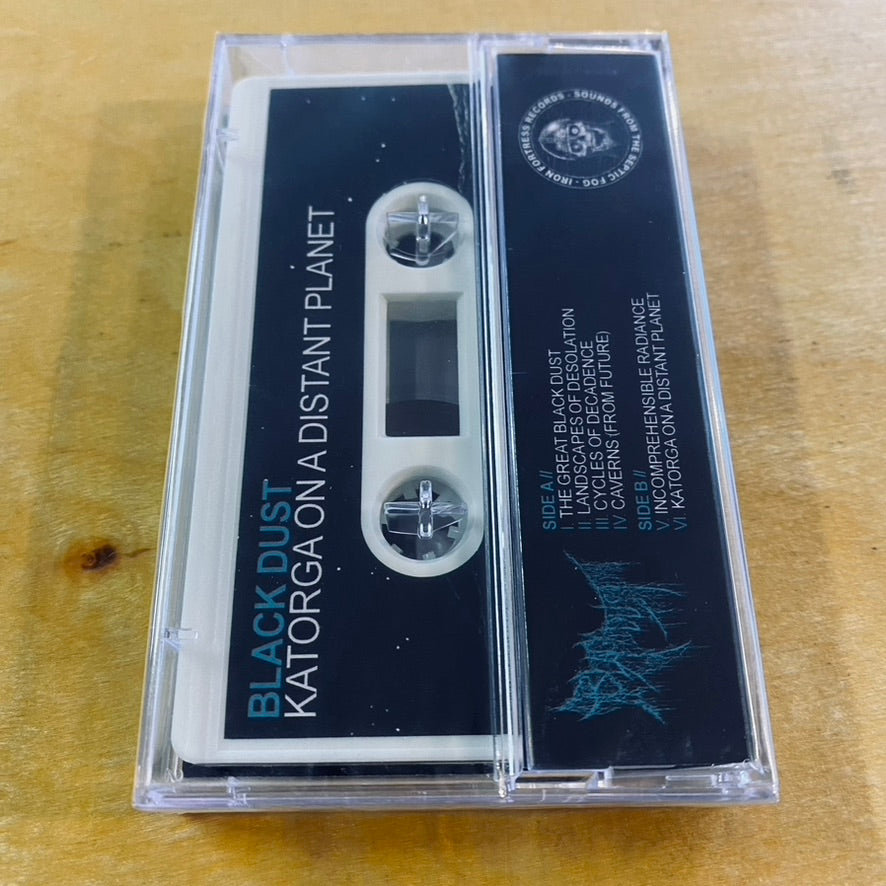 BLACK DUST
KATORGA ON A DISTANT PLANET
SIDE A //
I. THE GREAT BLACK DUST
II. LANDSCAPES OF DESOLATION
III. CYCLES OF DECADENCE
IV. CAVERNS (FROM FUTURE)
SIDE B //
V. INCOMPREHENSIBLE RADIANCE
VI. KATORGA ON A DISTANT PLANET
IRON FORTRESS RECORDS · SOUNDS FROM THE SEPTIC FOG ·